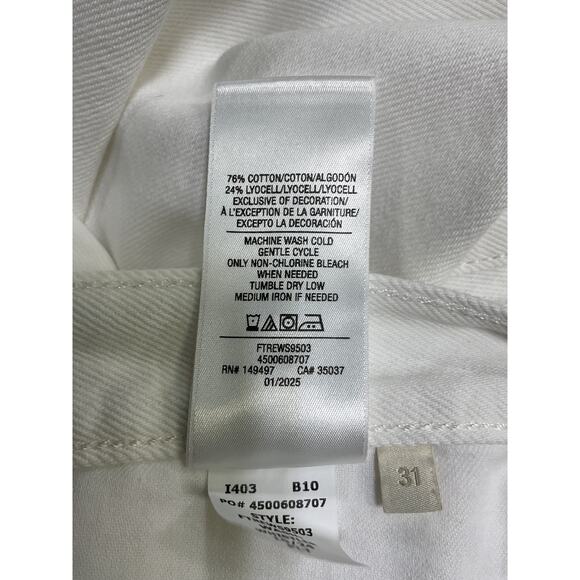 76% COTTON/COTON/ALGODÓN
24% LYOCELL/LYOCELL/LYOCELL
EXCLUSIVE OF DECORATION/
À L'EXCEPTION DE LA GARNITURE/
EXCEPTO LA DECORACIÓN
MACHINE WASH COLD
GENTLE CYCLE
ONLY NON-CHLORINE BLEACH
WHEN NEEDED
TUMBLE DRY LOW
MEDIUM IRON IF NEEDED
FTREWS9503
4500608707
RN# 149497 CA# 35037
01/2025
I403 B10
PO# 4500608707
STYLE:
FTREWS9503
31